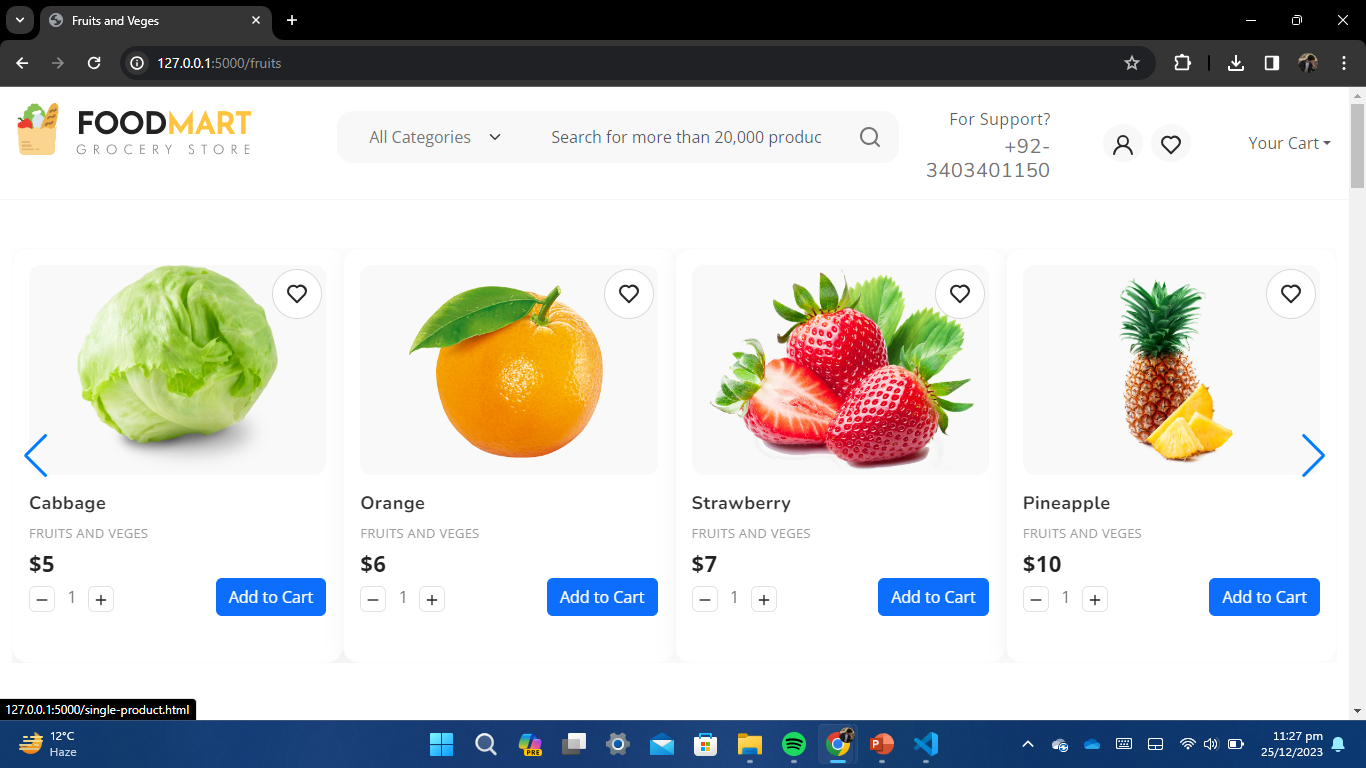 Fruits and Veges
127.0.0.1:5000/fruits
FOODMART
GROCERY STORE
All Categories
Search for more than 20,000 produc
For Support?
+92-
3403401150
Your Cart
Cabbage
FRUITS AND VEGES
$5
1
Add to Cart
Orange
FRUITS AND VEGES
$6
1
Add to Cart
Strawberry
FRUITS AND VEGES
$7
1
Add to Cart
Pineapple
FRUITS AND VEGES
$10
1
Add to Cart
127.0.0.1:5000/single-product.html
12°C
Haze
PRE
11:27 pm
25/12/2023